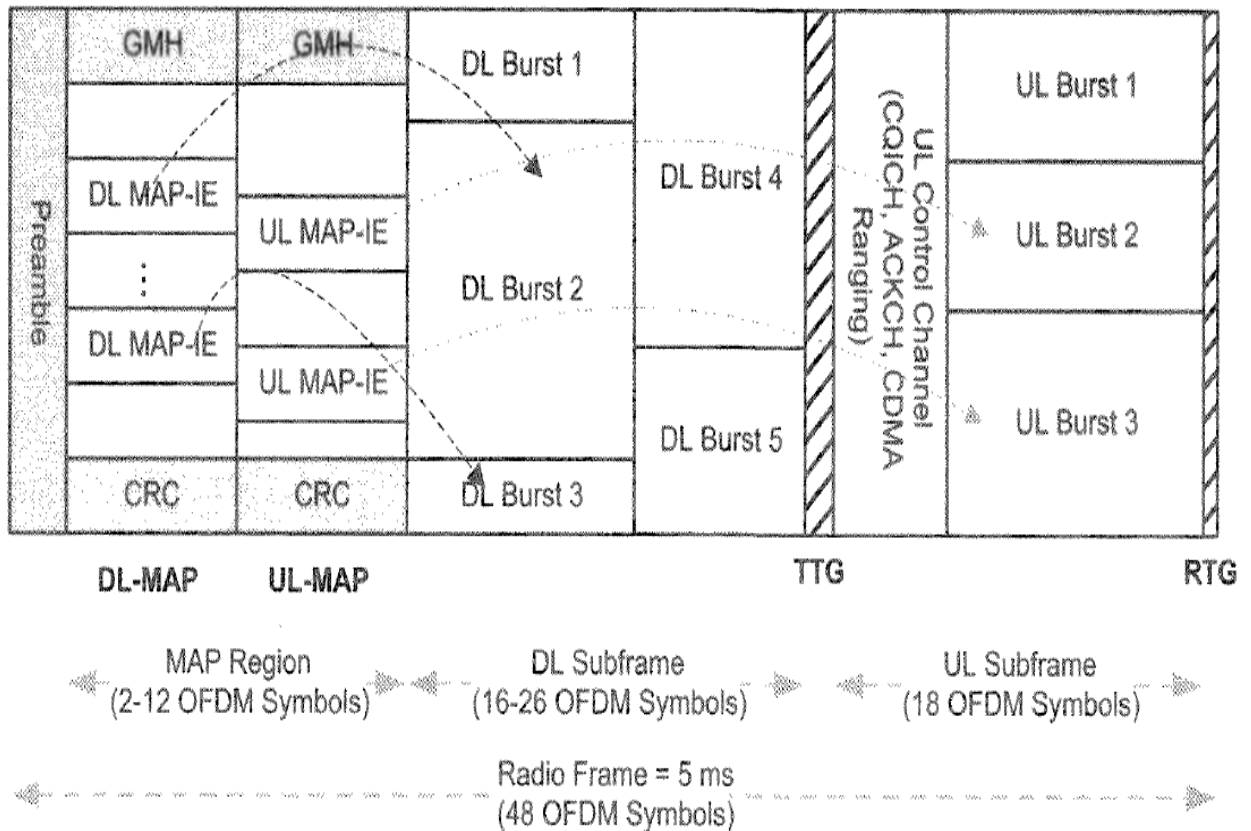 Preamble
GMH
DL MAP-IE
⋮
DL MAP-IE
CRC
GMH
UL MAP-IE
UL MAP-IE
CRC
DL Burst 1
DL Burst 2
DL Burst 3
DL Burst 4
DL Burst 5
UL Control Channel
(CQICH, ACKCH, CDMA
Ranging)
UL Burst 1
UL Burst 2
UL Burst 3
DL-MAP
UL-MAP
TTG
RTG
MAP Region
(2-12 OFDM Symbols)
DL Subframe
(16-26 OFDM Symbols)
UL Subframe
(18 OFDM Symbols)
Radio Frame = 5 ms
(48 OFDM Symbols)